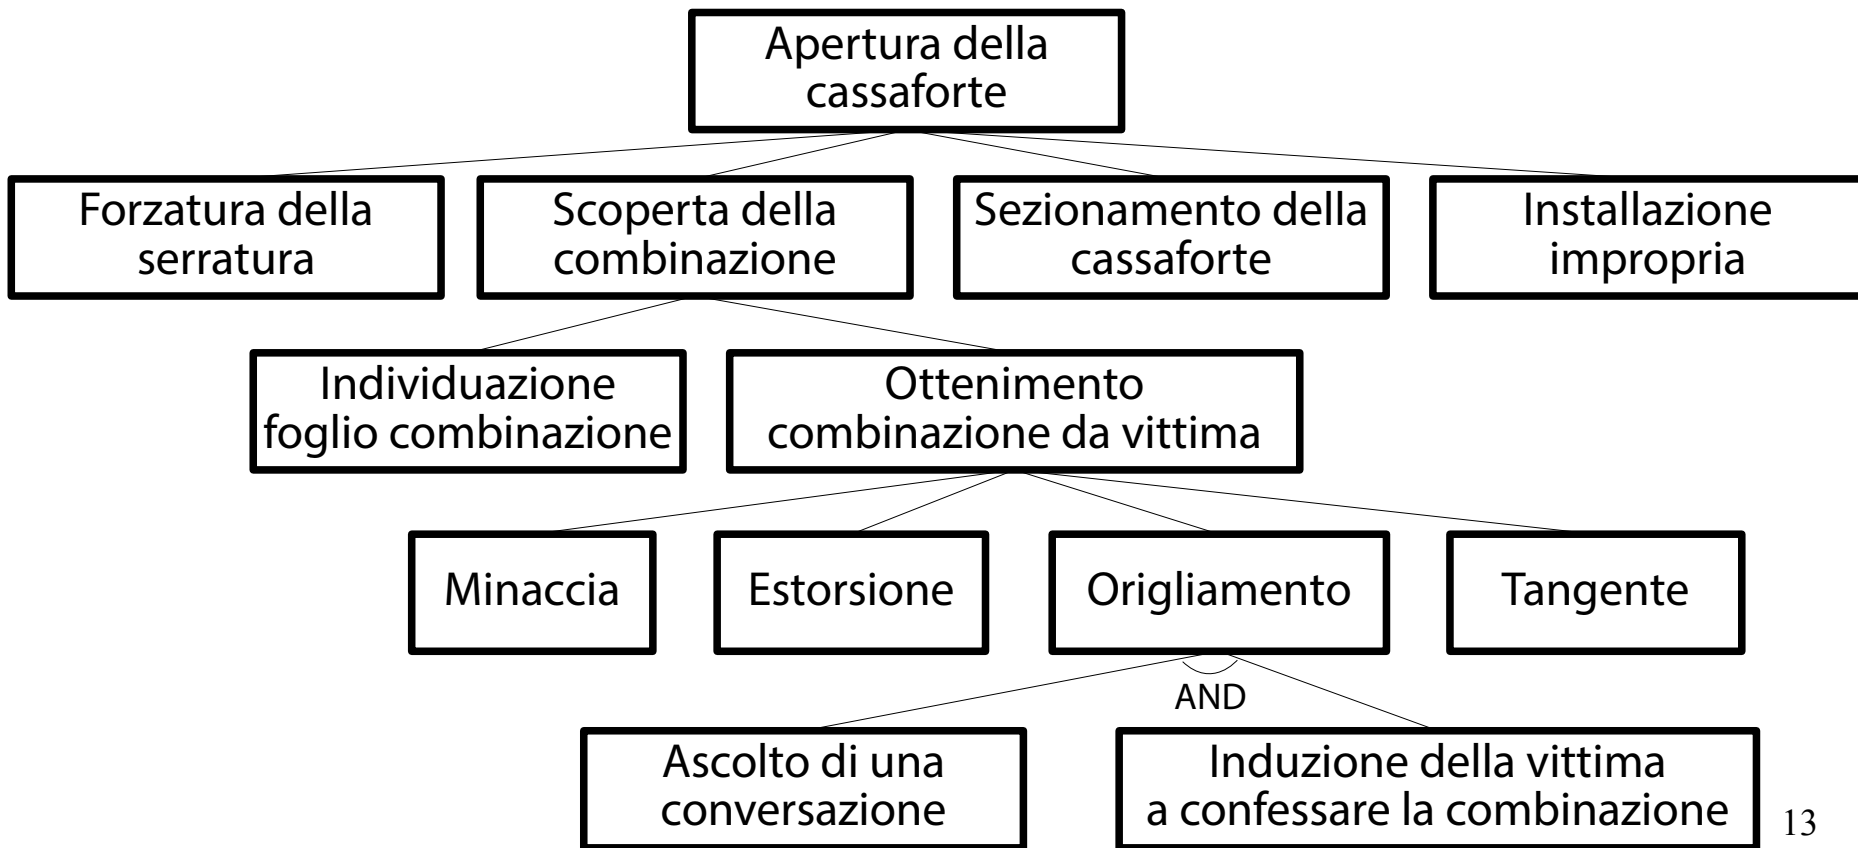 Apertura della
cassaforte
Forzatura della
serratura
Scoperta della
combinazione
Sezionamento della
cassaforte
Installazione
impropria
Individuazione
foglio combinazione
Ottenimento
combinazione da vittima
Minaccia
Estorsione
Origliamento
Tangente
AND
Ascolto di una
conversazione
Induzione della vittima
a confessare la combinazione
13